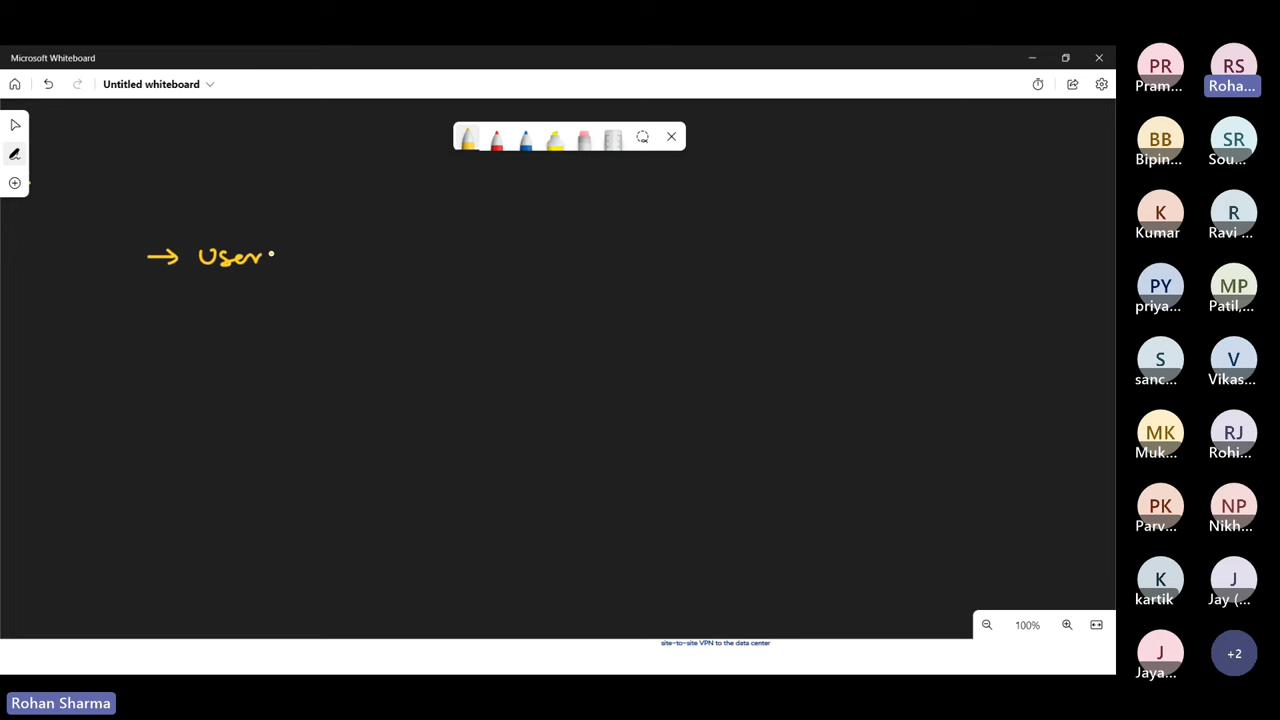 Microsoft Whiteboard
Untitled whiteboard
→ User
100%
site-to-site VPN to the data center
Rohan Sharma
PR
Pram...
RS
Roha...
BB
Bipin...
SR
Sou...
K
Kumar
R
Ravi ...
PY
priya...
MP
Patil,...
S
sanc...
V
Vikas...
MK
Muk...
RJ
Rohi...
PK
Parv...
NP
Nikh...
K
kartik
J
Jay (...
J
Jaya...
+2